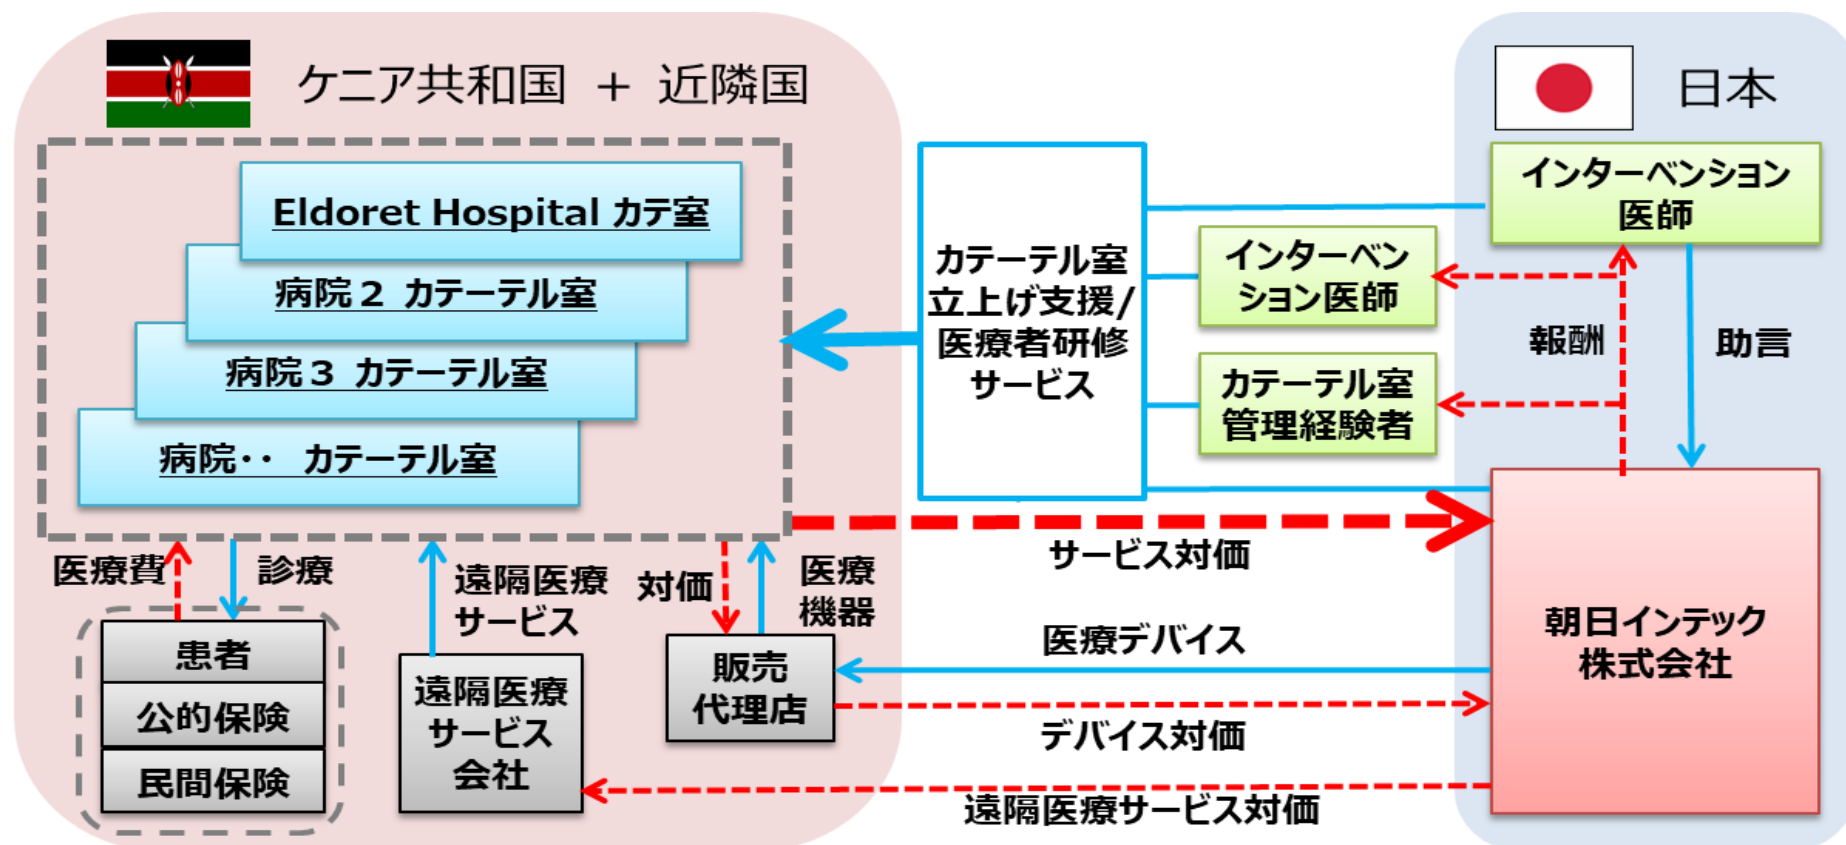 ケニア共和国 + 近隣国
日本
Eldoret Hospital カテ室
病院２ カテーテル室
病院３ カテーテル室
病院・・ カテーテル室
カテーテル室
立上げ支援/
医療者研修
サービス
インターベンション
医師
インターベン
ション医師
カテーテル室
管理経験者
報酬
助言
サービス対価
医療費
診療
遠隔医療
サービス
対価
医療
機器
患者
公的保険
民間保険
遠隔医療
サービス
会社
販売
代理店
医療デバイス
デバイス対価
遠隔医療サービス対価
朝日インテック
株式会社